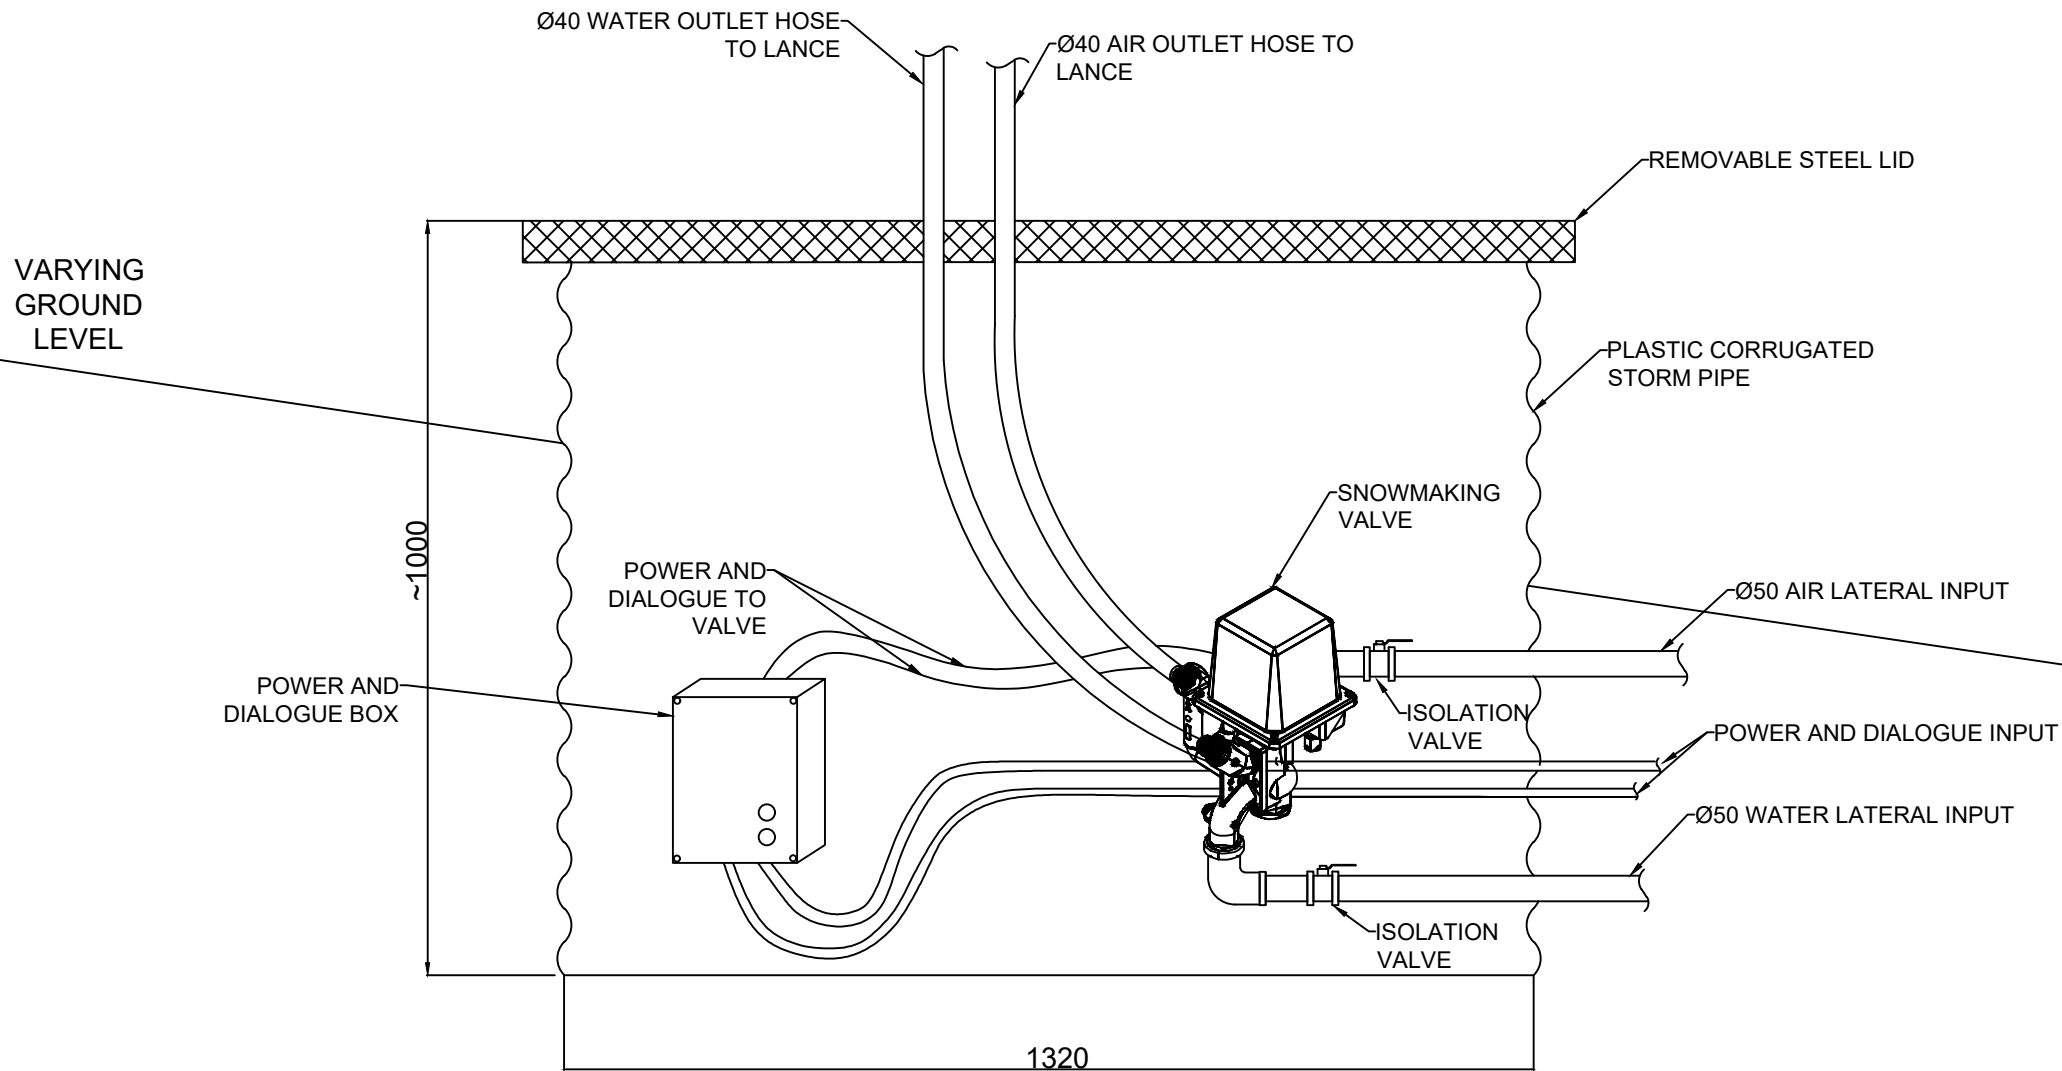 Ø40 WATER OUTLET HOSE
TO LANCE
Ø40 AIR OUTLET HOSE TO
LANCE
REMOVABLE STEEL LID
VARYING
GROUND
LEVEL
PLASTIC CORRUGATED
STORM PIPE
SNOWMAKING
VALVE
~1000
POWER AND
DIALOGUE TO
VALVE
Ø50 AIR LATERAL INPUT
POWER AND
DIALOGUE BOX
ISOLATION
VALVE
POWER AND DIALOGUE INPUT
Ø50 WATER LATERAL INPUT
ISOLATION
VALVE
1320